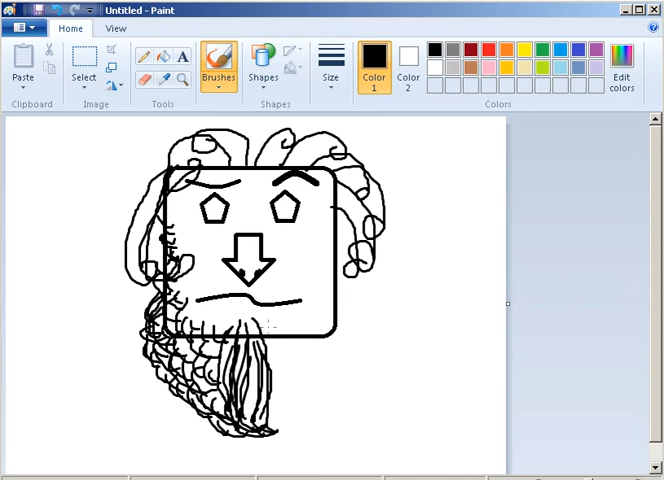 Untitled - Paint
Home View
Paste Select Brushes Shapes Size Color Color Edit
1 2 colors
Clipboard Image Tools Shapes Colors
A